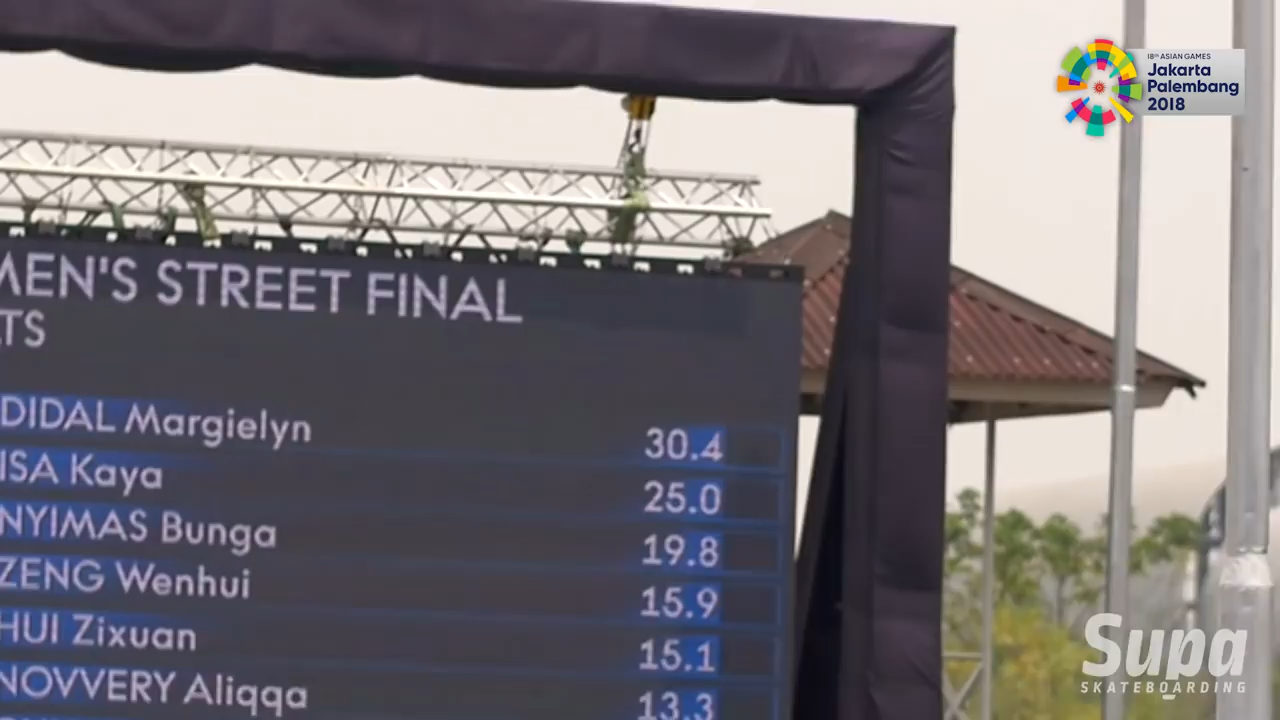 18th ASIAN GAMES
Jakarta
Palembang
2018
MEN'S STREET FINAL
LTS
DIDAL Margielyn 30.4
ISA Kaya 25.0
NYIMAS Bunga 19.8
ZENG Wenhui 15.9
HUI Zixuan 15.1
NOVVERY Aliqqa 13.3
Supa
SKATEBOARDING